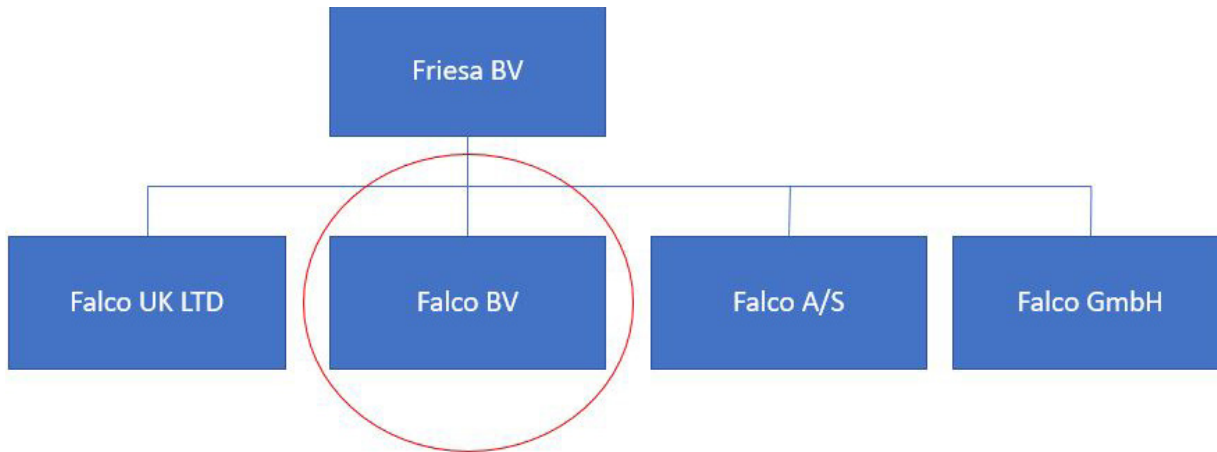 Friesa BV
Falco UK LTD
Falco BV
Falco A/S
Falco GmbH